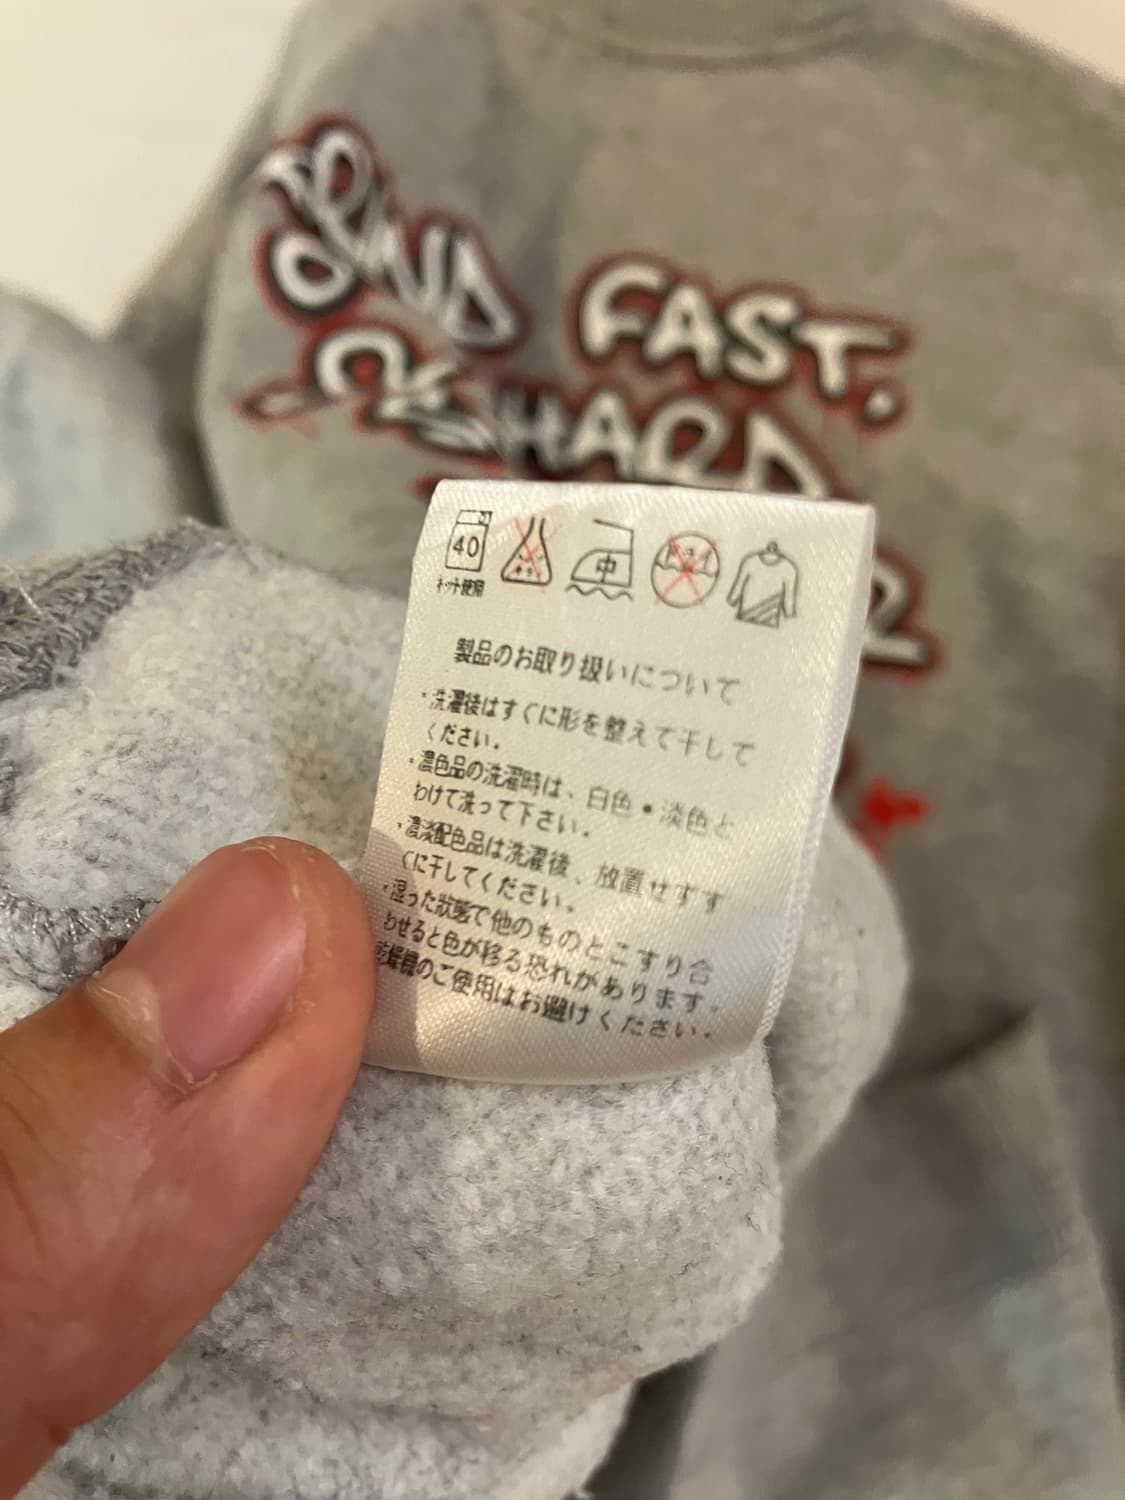 SEND FAST.
HARD
40
ネット使用
中
製品のお取り扱いについて
・洗濯後はすぐに形を整えて干して
ください。
・濃色品の洗濯時は、白色・淡色と
わけて洗って下さい。
・濃淡配色品は洗濯後、放置せずす
ぐに干してください。
・湿った狀態で他のものとこすり合
わせると色が移る恐れがあります。
乾燥機のご使用はお避けください。